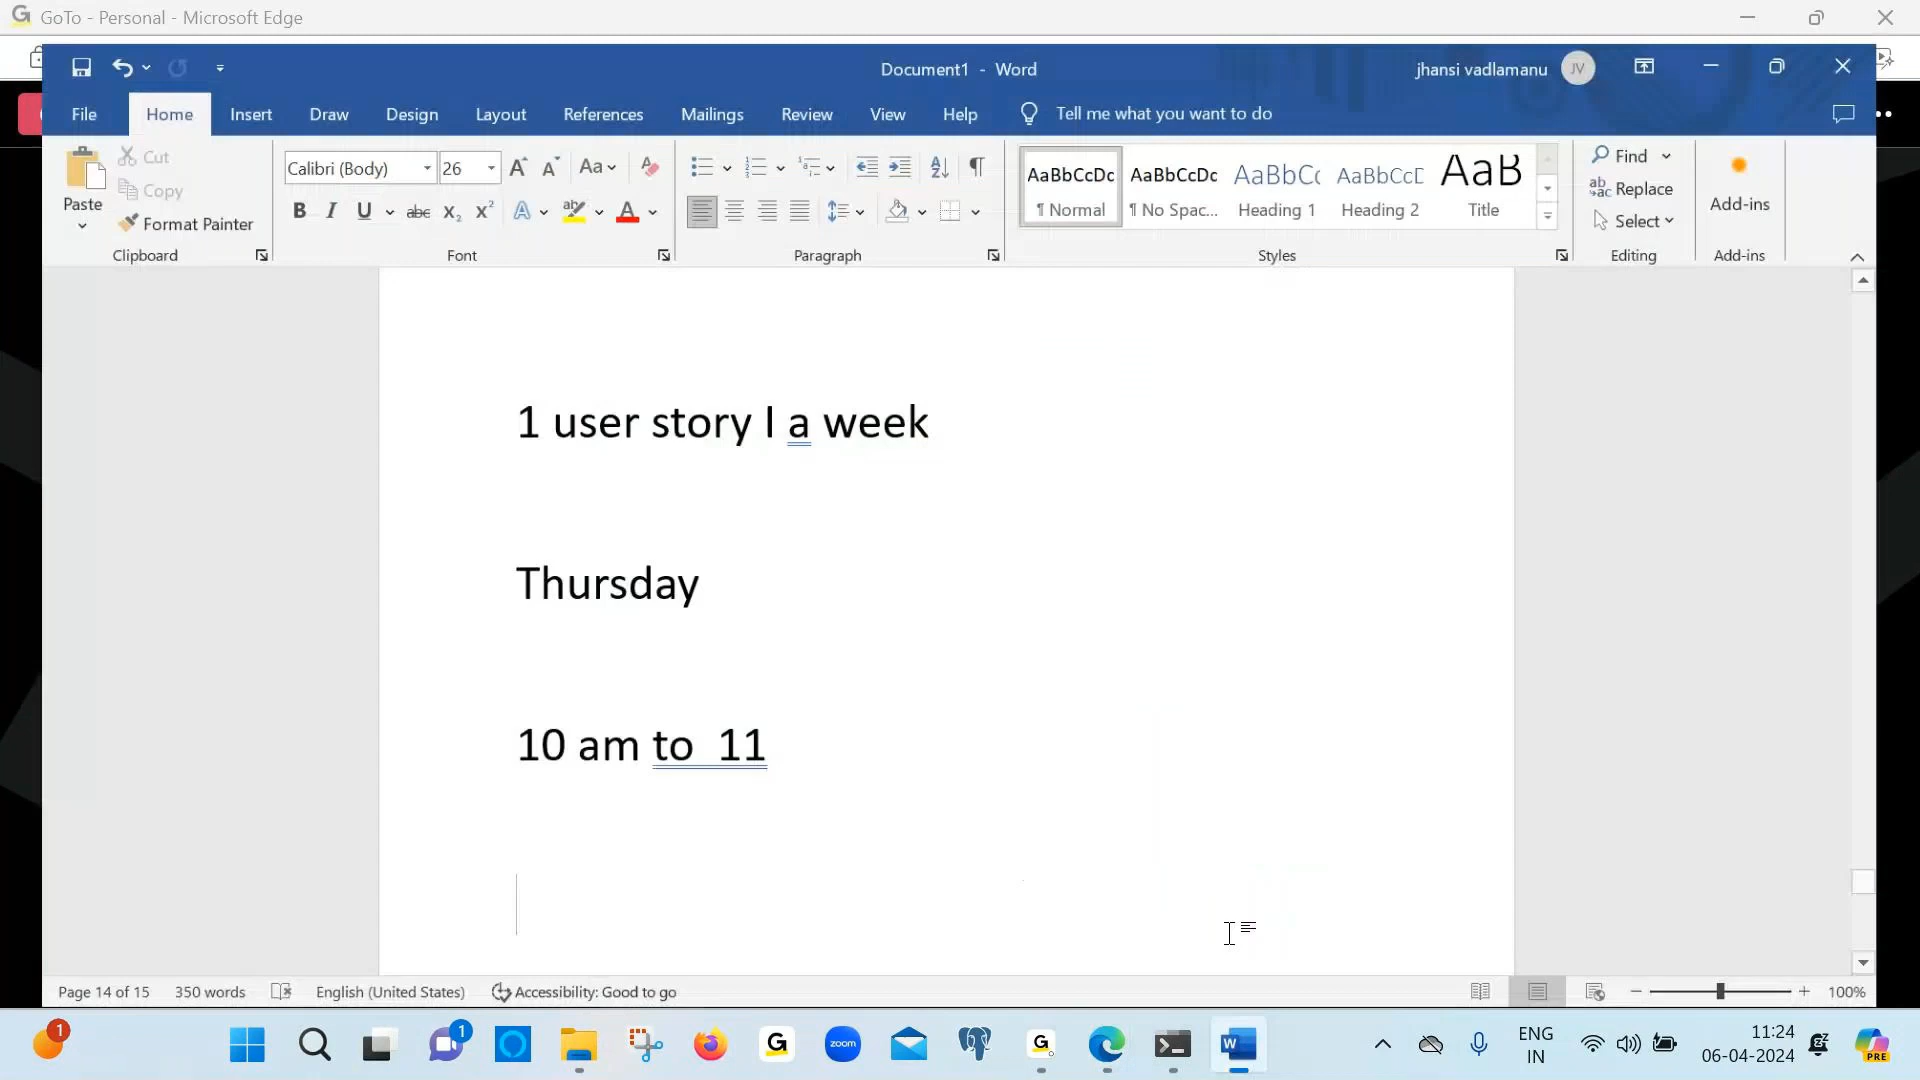 GoTo - Personal - Microsoft Edge
Document1 - Word
jhansi vadlamanu
JV
File
Home
Insert
Draw
Design
Layout
References
Mailings
Review
View
Help
Tell me what you want to do
Paste
Cut
Copy
Format Painter
Clipboard
Calibri (Body)
26
Font
Paragraph
AaBbCcDc
¶ Normal
AaBbCcDc
¶ No Spac...
AaBbCc
Heading 1
AaBbCcD
Heading 2
AaB
Title
Styles
Find
Replace
Select
Editing
Add-ins
Add-ins
1 user story I a week
Thursday
10 am to  11
Page 14 of 15
350 words
English (United States)
Accessibility: Good to go
100%
1
1
zoom
ENG
IN
11:24
06-04-2024
PRE